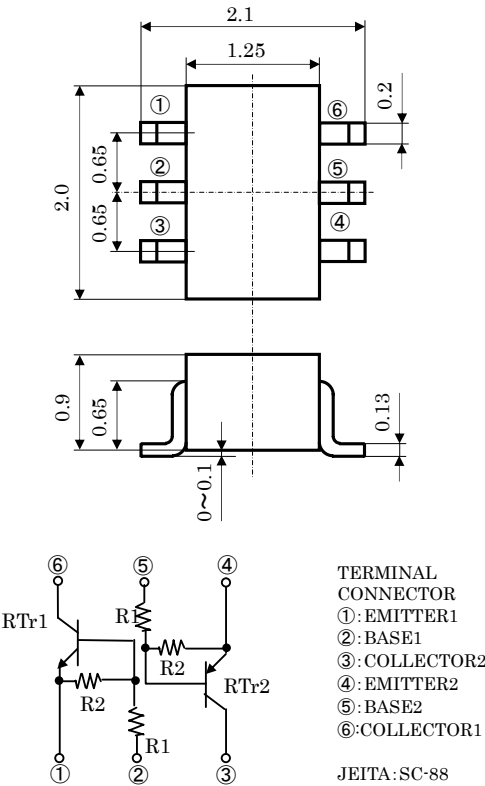 2.1
1.25
①
⑥
0.2
0.65
②
⑤
2.0
0.65
③
④
0.9
0.65
0.13
0~0.1
⑥
⑤
④
RTr1
R1
R2
RTr2
R2
R1
①
②
③
TERMINAL
CONNECTOR
①:EMITTER1
②:BASE1
③:COLLECTOR2
④:EMITTER2
⑤:BASE2
⑥:COLLECTOR1
JEITA:SC-88